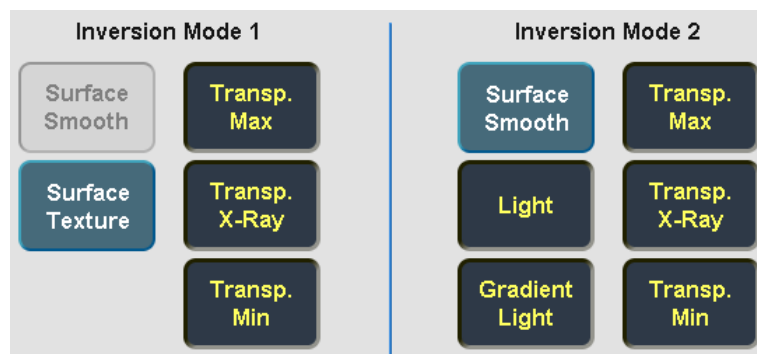 Inversion Mode 1
Surface
Smooth
Transp.
Max
Surface
Texture
Transp.
X-Ray
Transp.
Min
Inversion Mode 2
Surface
Smooth
Transp.
Max
Light
Transp.
X-Ray
Gradient
Light
Transp.
Min